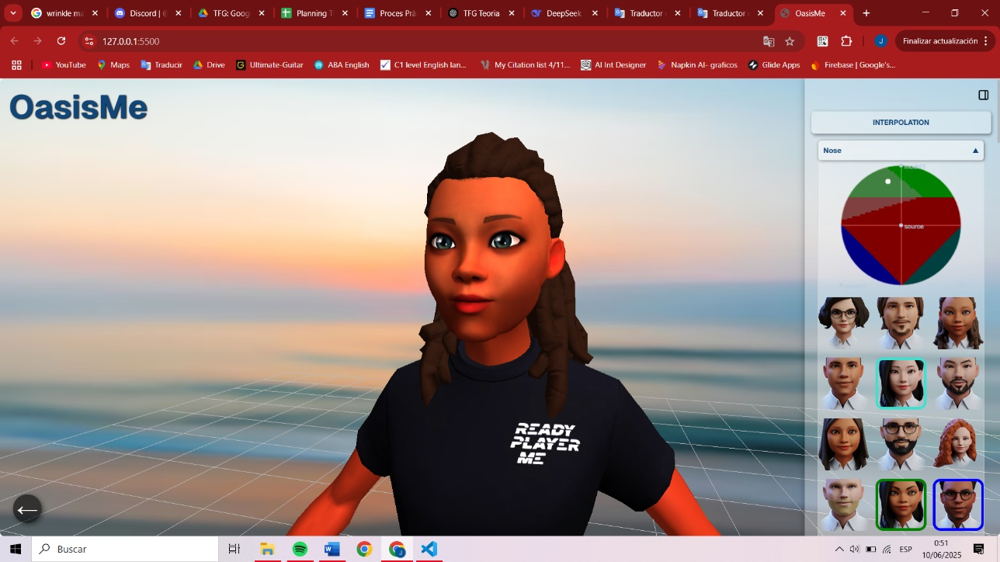 wrinkle ma
Discord | (
TFG: Goog
Planning T
Proces Prà
TFG Teoria
DeepSeek
Traductor
Traductor
OasisMe
127.0.0.1:5500
J
Finalizar actualización
YouTube
Maps
Traducir
Drive
Ultimate-Guitar
ABA English
C1 level English lan...
My Citation list 4/11...
AI Int Designer
Napkin AI- graficos
Glide Apps
Firebase | Google's...
OasisMe
INTERPOLATION
Nose
source
READY
PLAYER
ME
Buscar
ESP
0:51
10/06/2025